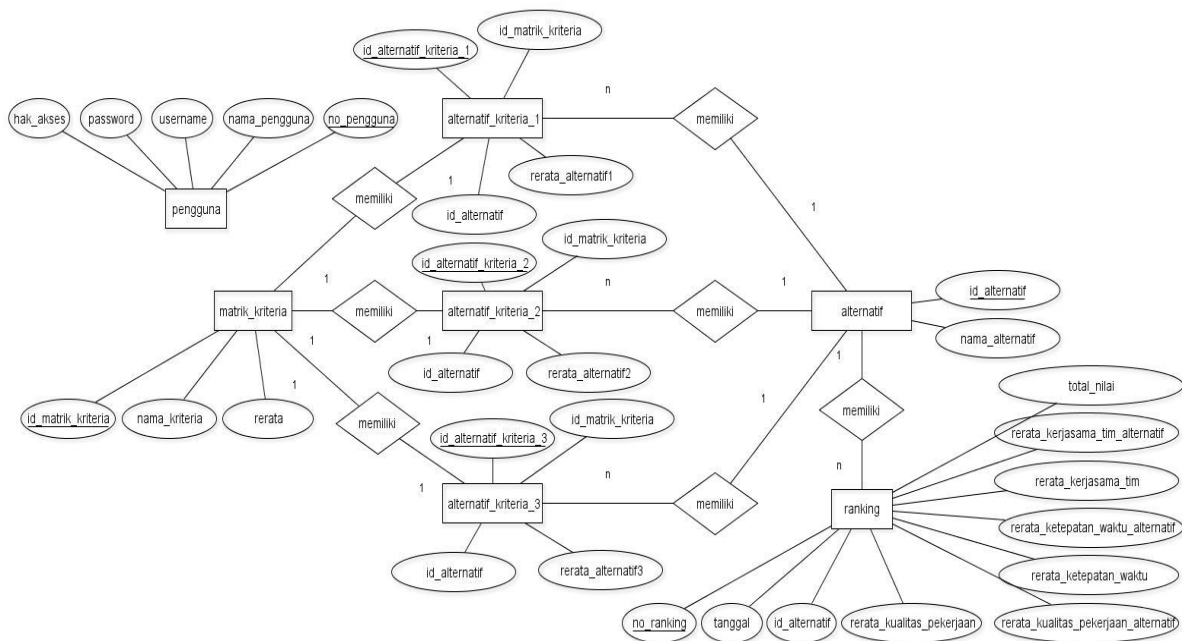 id_matrik_kriteria
id_alternatif_kriteria_1
n
hak_akses
password
username
nama_pengguna
no_pengguna
alternatif_kriteria_1
memiliki
rerata_alternatif1
1
memiliki
pengguna
id_alternatif
1
id_matrik_kriteria
id_alternatif_kriteria_2
1
n
1
id_alternatif
matrik_kriteria
memiliki
alternatif_kriteria_2
memiliki
alternatif
nama_alternatif
1
1
1
id_alternatif
rerata_alternatif2
1
total_nilai
1
id_matrik_kriteria
memiliki
id_matrik_kriteria
nama_kriteria
rerata
memiliki
rerata_kerjasama_tim_alternatif
id_alternatif_kriteria_3
n
n
rerata_kerjasama_tim
1
alternatif_kriteria_3
memiliki
ranking
rerata_ketepatan_waktu_alternatif
id_alternatif
rerata_alternatif3
rerata_ketepatan_waktu
no_ranking
tanggal
id_alternatif
rerata_kualitas_pekerjaan
rerata_kualitas_pekerjaan_alternatif